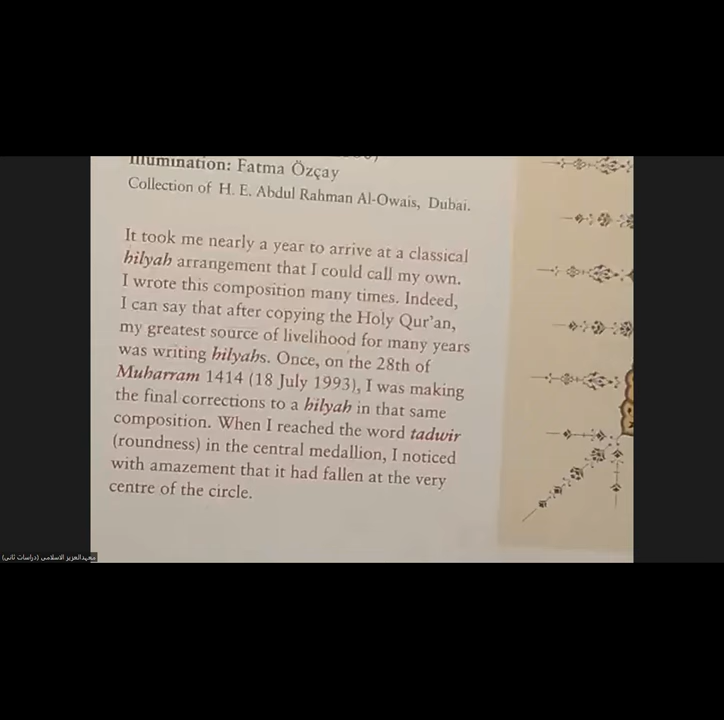 Illumination: Fatma Özçay
Collection of H. E. Abdul Rahman Al-Owais, Dubai.
It took me nearly a year to arrive at a classical
hilyah arrangement that I could call my own.
I wrote this composition many times. Indeed,
I can say that after copying the Holy Qur'an,
my greatest source of livelihood for many years
was writing hilyahs. Once, on the 28th of
Muharram 1414 (18 July 1993), I was making
the final corrections to a hilyah in that same
composition. When I reached the word tadwir
(roundness) in the central medallion, I noticed
with amazement that it had fallen at the very
centre of the circle.
معهدالعزيز الاسلامى (دراسات ثانى)